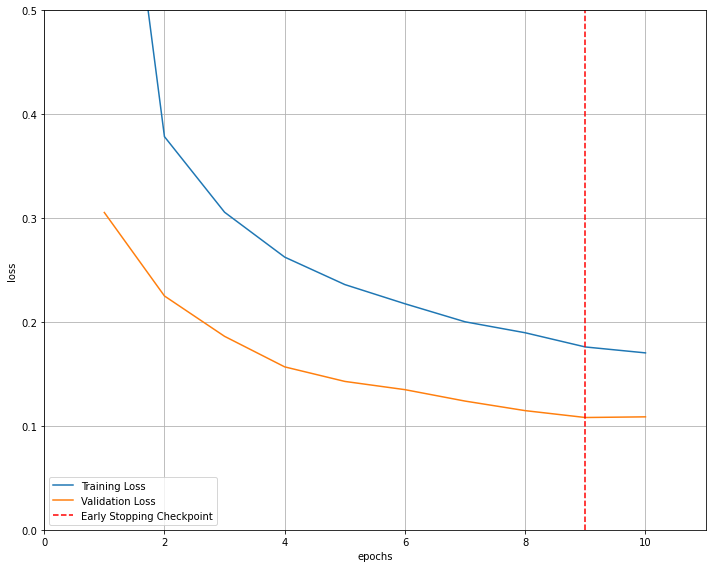 0.5
0.4
0.3
0.2
0.1
0.0
loss
Training Loss
Validation Loss
Early Stopping Checkpoint
0 2 4 6 8 10
epochs